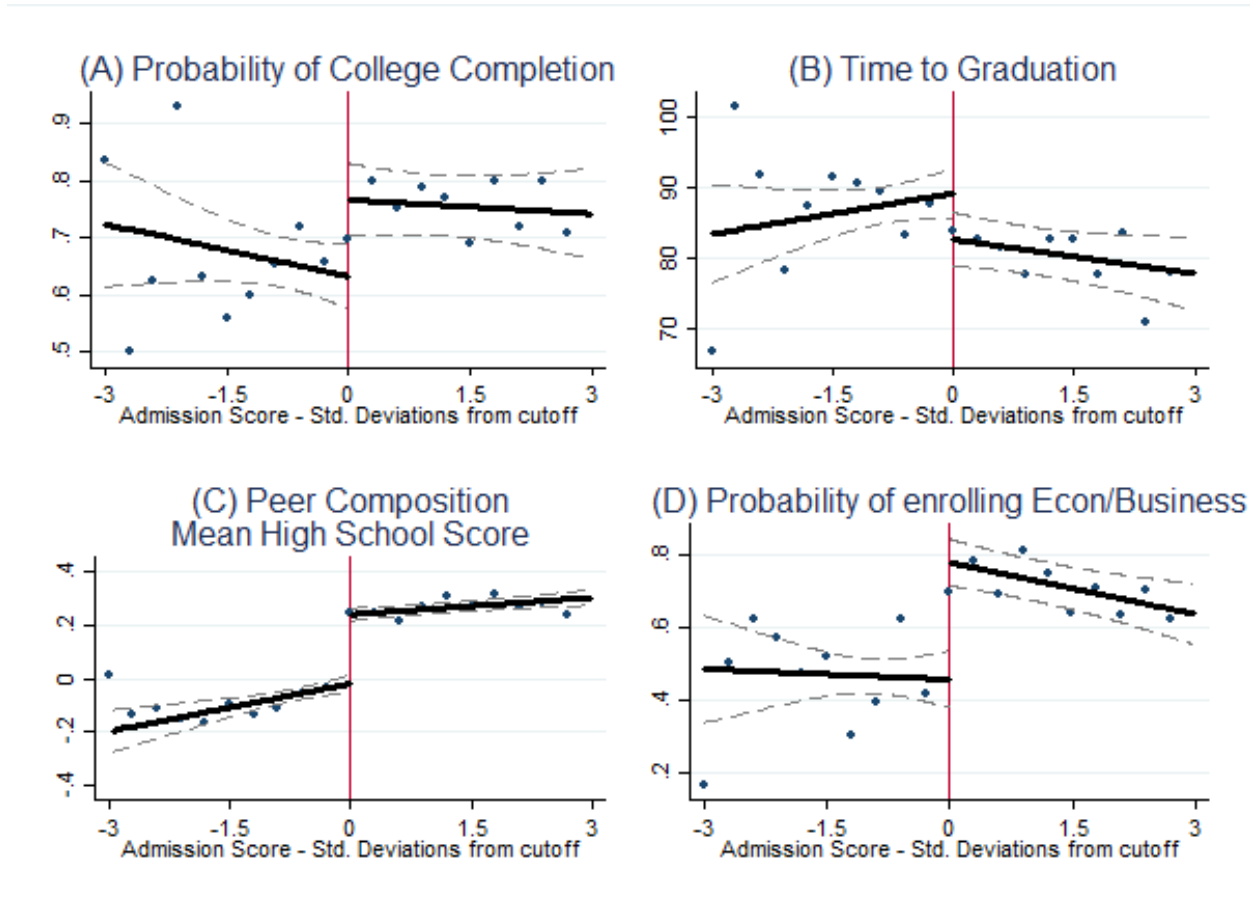 (A) Probability of College Completion
.9
.8
.7
.6
.5
-3 -1.5 0 1.5 3
Admission Score - Std. Deviations from cutoff
(B) Time to Graduation
100
90
80
70
-3 -1.5 0 1.5 3
Admission Score - Std. Deviations from cutoff
(C) Peer Composition
Mean High School Score
.4
.2
0
-.2
-.4
-3 -1.5 0 1.5 3
Admission Score - Std. Deviations from cutoff
(D) Probability of enrolling Econ/Business
.8
.6
.4
.2
-3 -1.5 0 1.5 3
Admission Score - Std. Deviations from cutoff